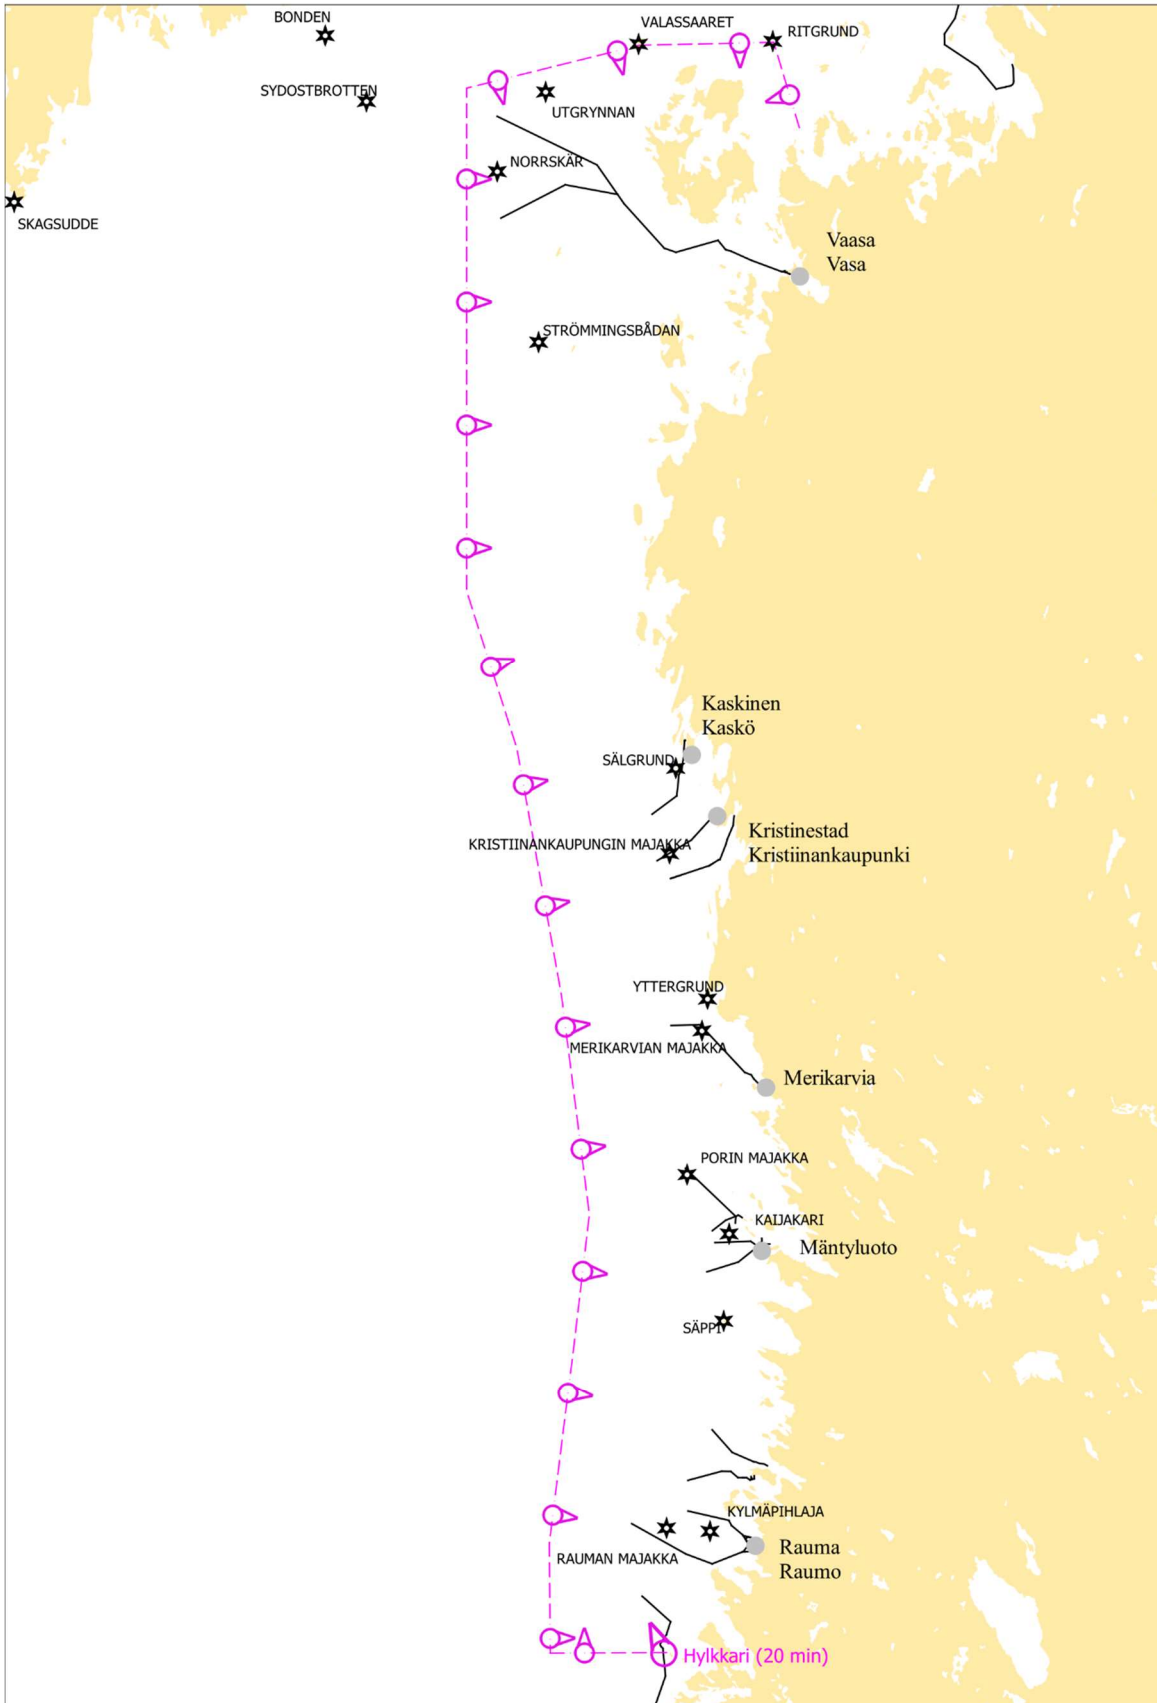 BONDEN
VALASSAARET
RITGRUND
SYDOSTBROTTEN
UTGRYNNAN
NORRSKÄR
SKAGSUDDE
Vaasa
Vasa
STRÖMMINGSBÅDAN
Kaskinen
Kaskö
SÄLGRUND
Kristinestad
KRISTIINANKAUPUNGIN MAJAKKA
Kristiinankaupunki
YTTERGRUND
MERIKARVIAN MAJAKKA
Merikarvia
PORIN MAJAKKA
KAIJAKARI
Mäntyluoto
SÄPPI
KYLMÄPIHLAJA
RAUMAN MAJAKKA
Rauma
Raumo
Hylkkari (20 min)